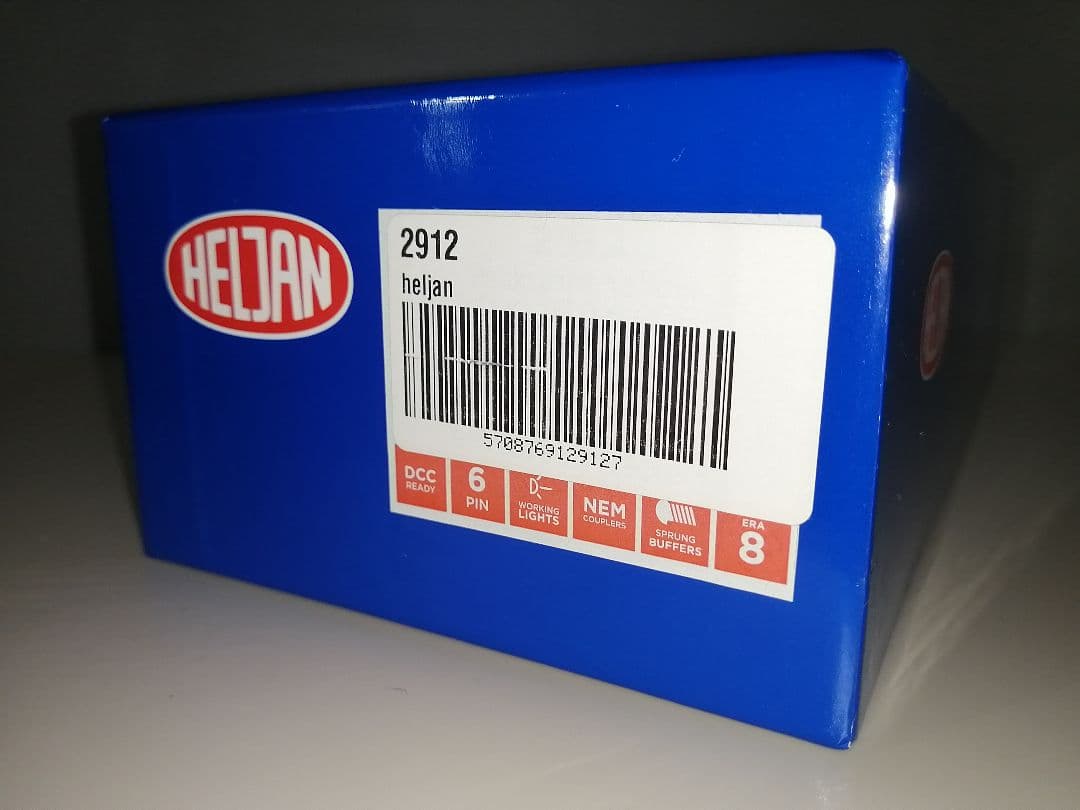 HELJAN
2912
heljan
5708769129127
DCC
READY
6
PIN
WORKING
LIGHTS
NEM
COUPLERS
SPRUNG
BUFFERS
ERA
8